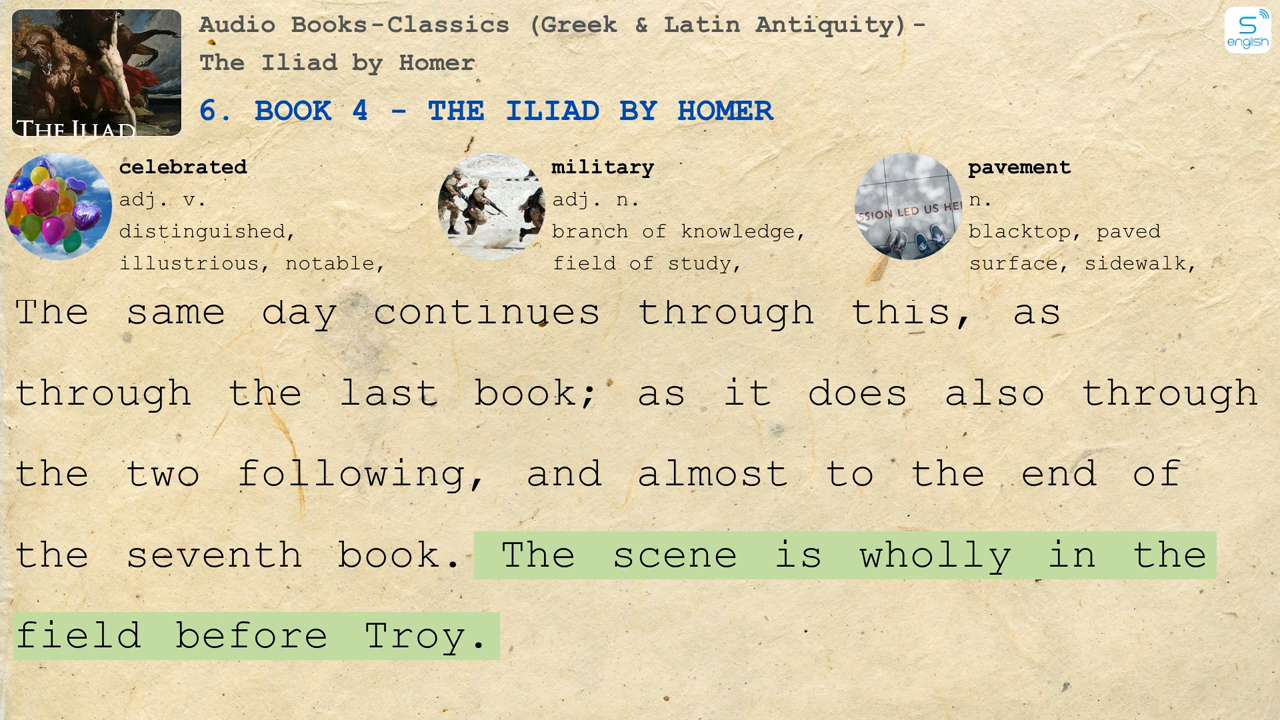 Audio Books-Classics (Greek & Latin Antiquity)-
The Iliad by Homer
6. BOOK 4 - THE ILIAD BY HOMER
THE ILIAD
S
english
celebrated
adj. v.
distinguished,
illustrious, notable,
military
adj. n.
branch of knowledge,
field of study,
SSION LED US HE
pavement
n.
blacktop, paved
surface, sidewalk,
The same day continues through this, as
through the last book; as it does also through
the two following, and almost to the end of
the seventh book. The scene is wholly in the
field before Troy.